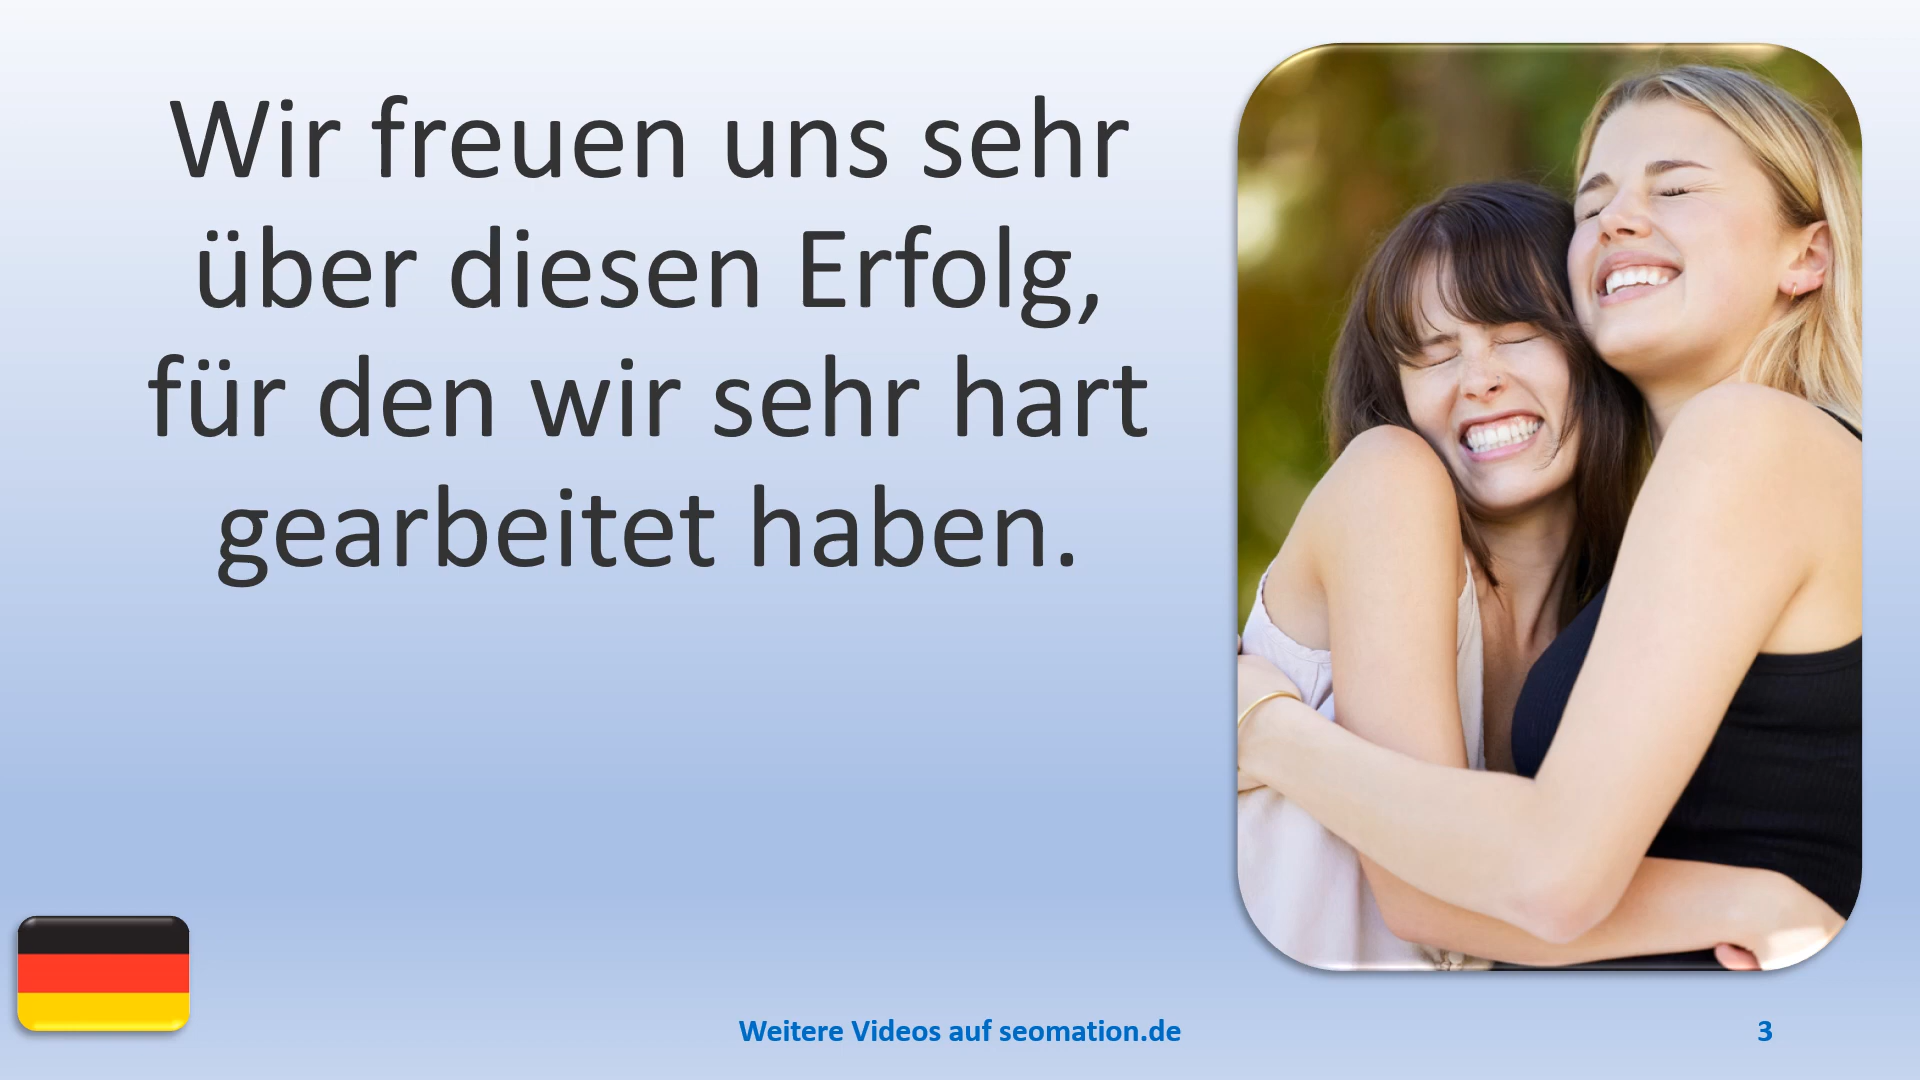 Wir freuen uns sehr
über diesen Erfolg,
für den wir sehr hart
gearbeitet haben.
Weitere Videos auf seomation.de
3